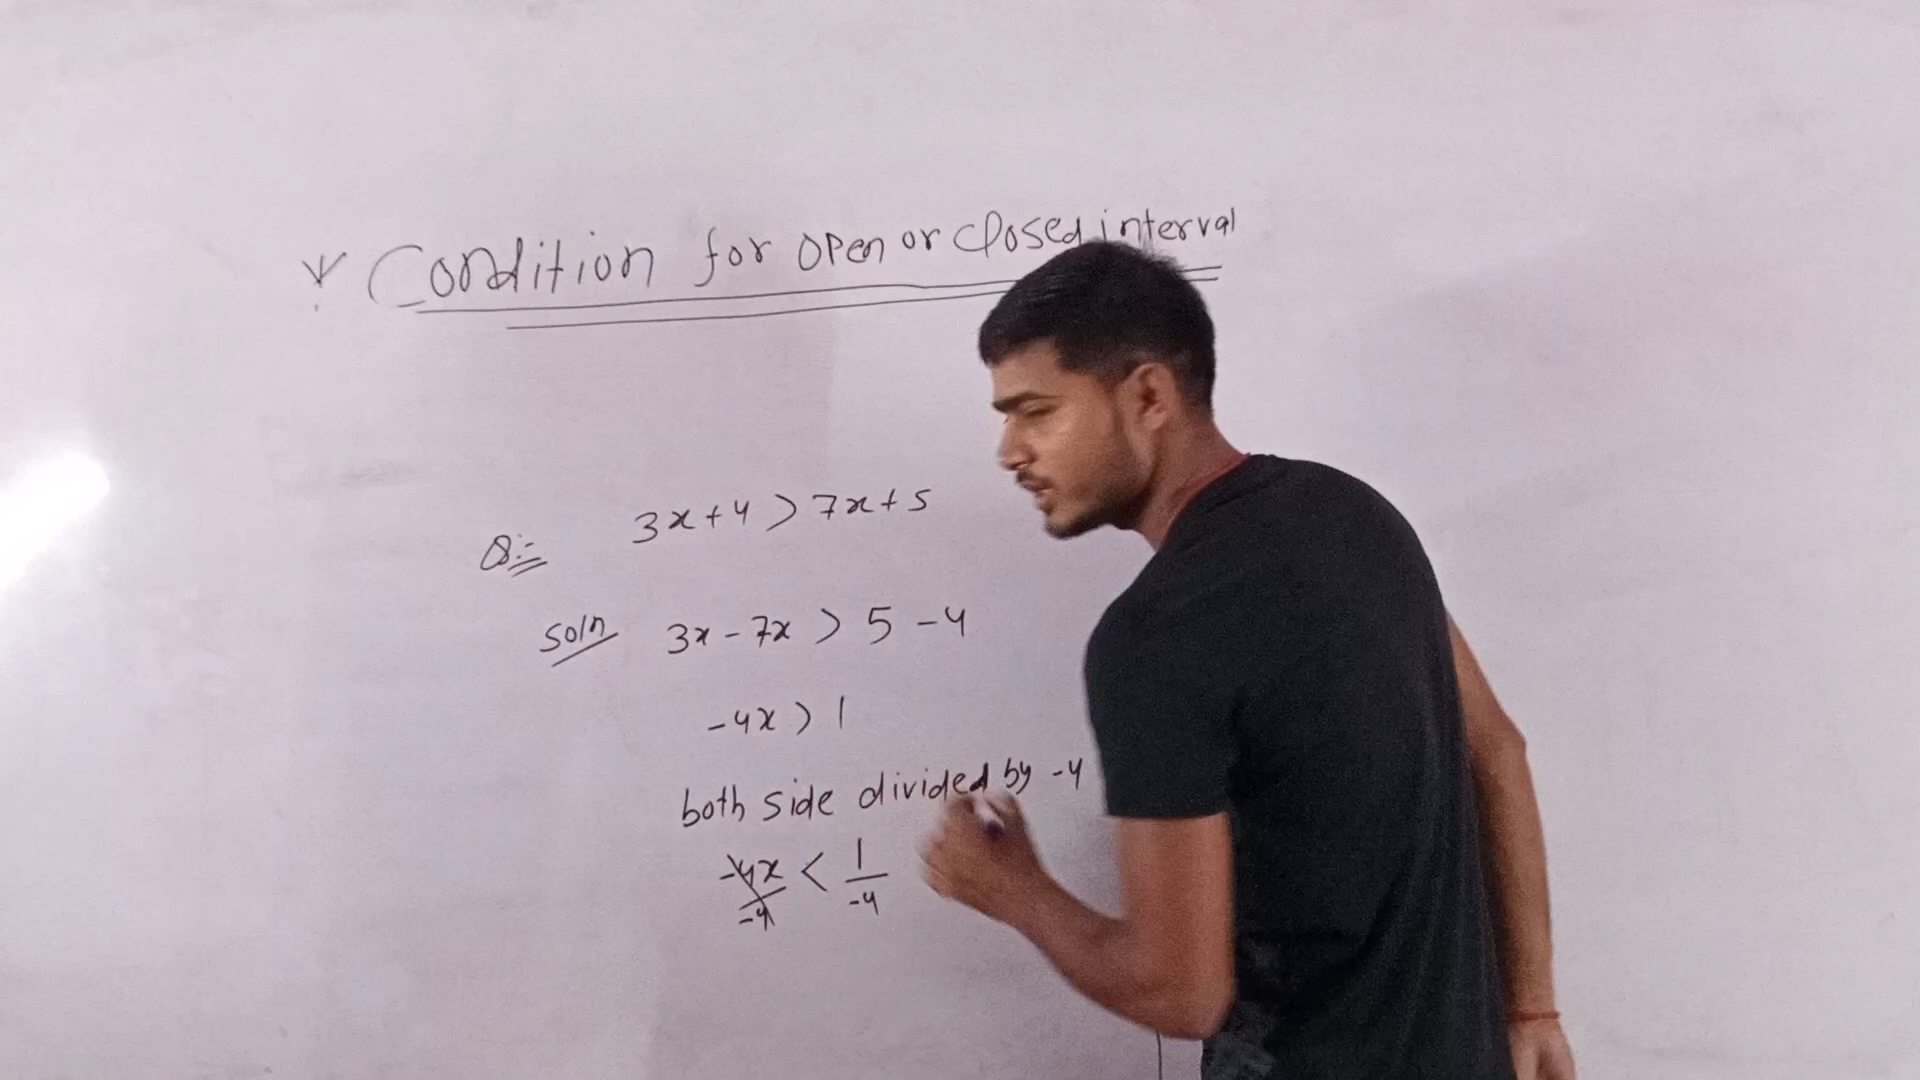 * Condition for open or closed interval
Q:- 3x+4 > 7x+5
soln 3x - 7x > 5 - 4
-4x > 1
both side divided by -4
-4x/-4 < 1/-4